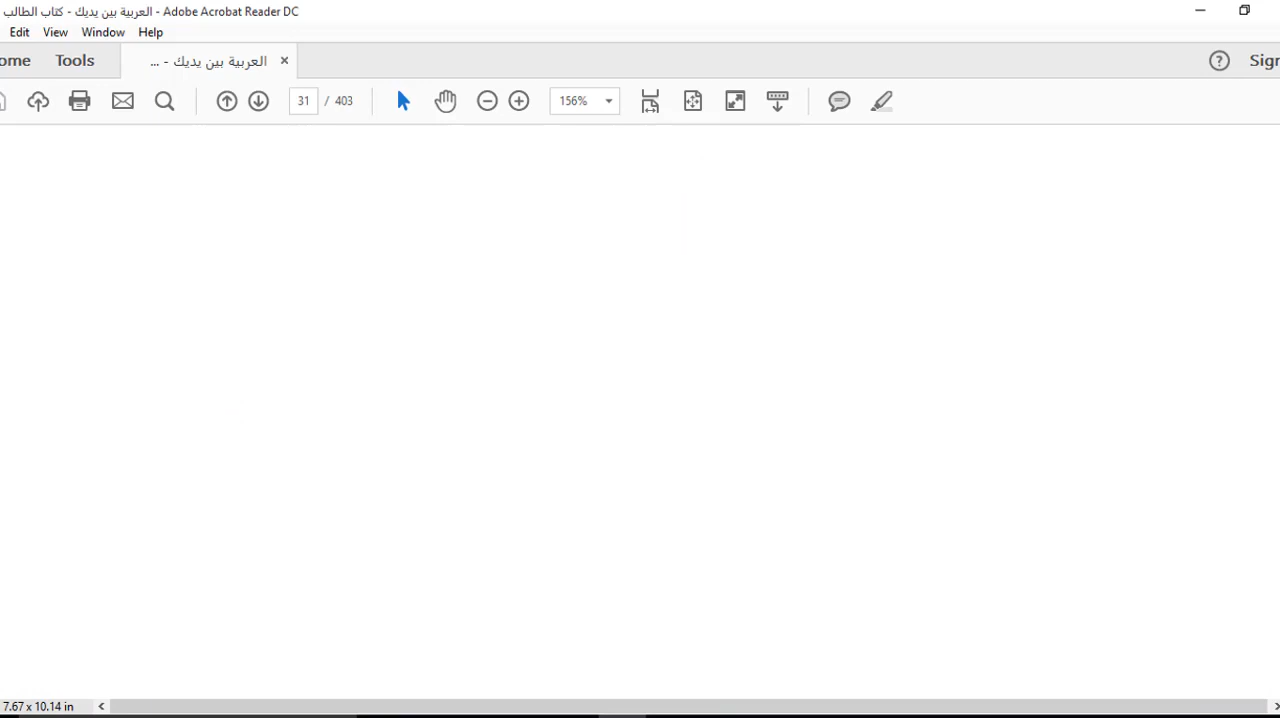 العربية بين يديك - كتاب الطالب - Adobe Acrobat Reader DC
Edit View Window Help
ome Tools العربية بين يديك - ... × ? Sigr
31 / 403 156%
7.67 x 10.14 in